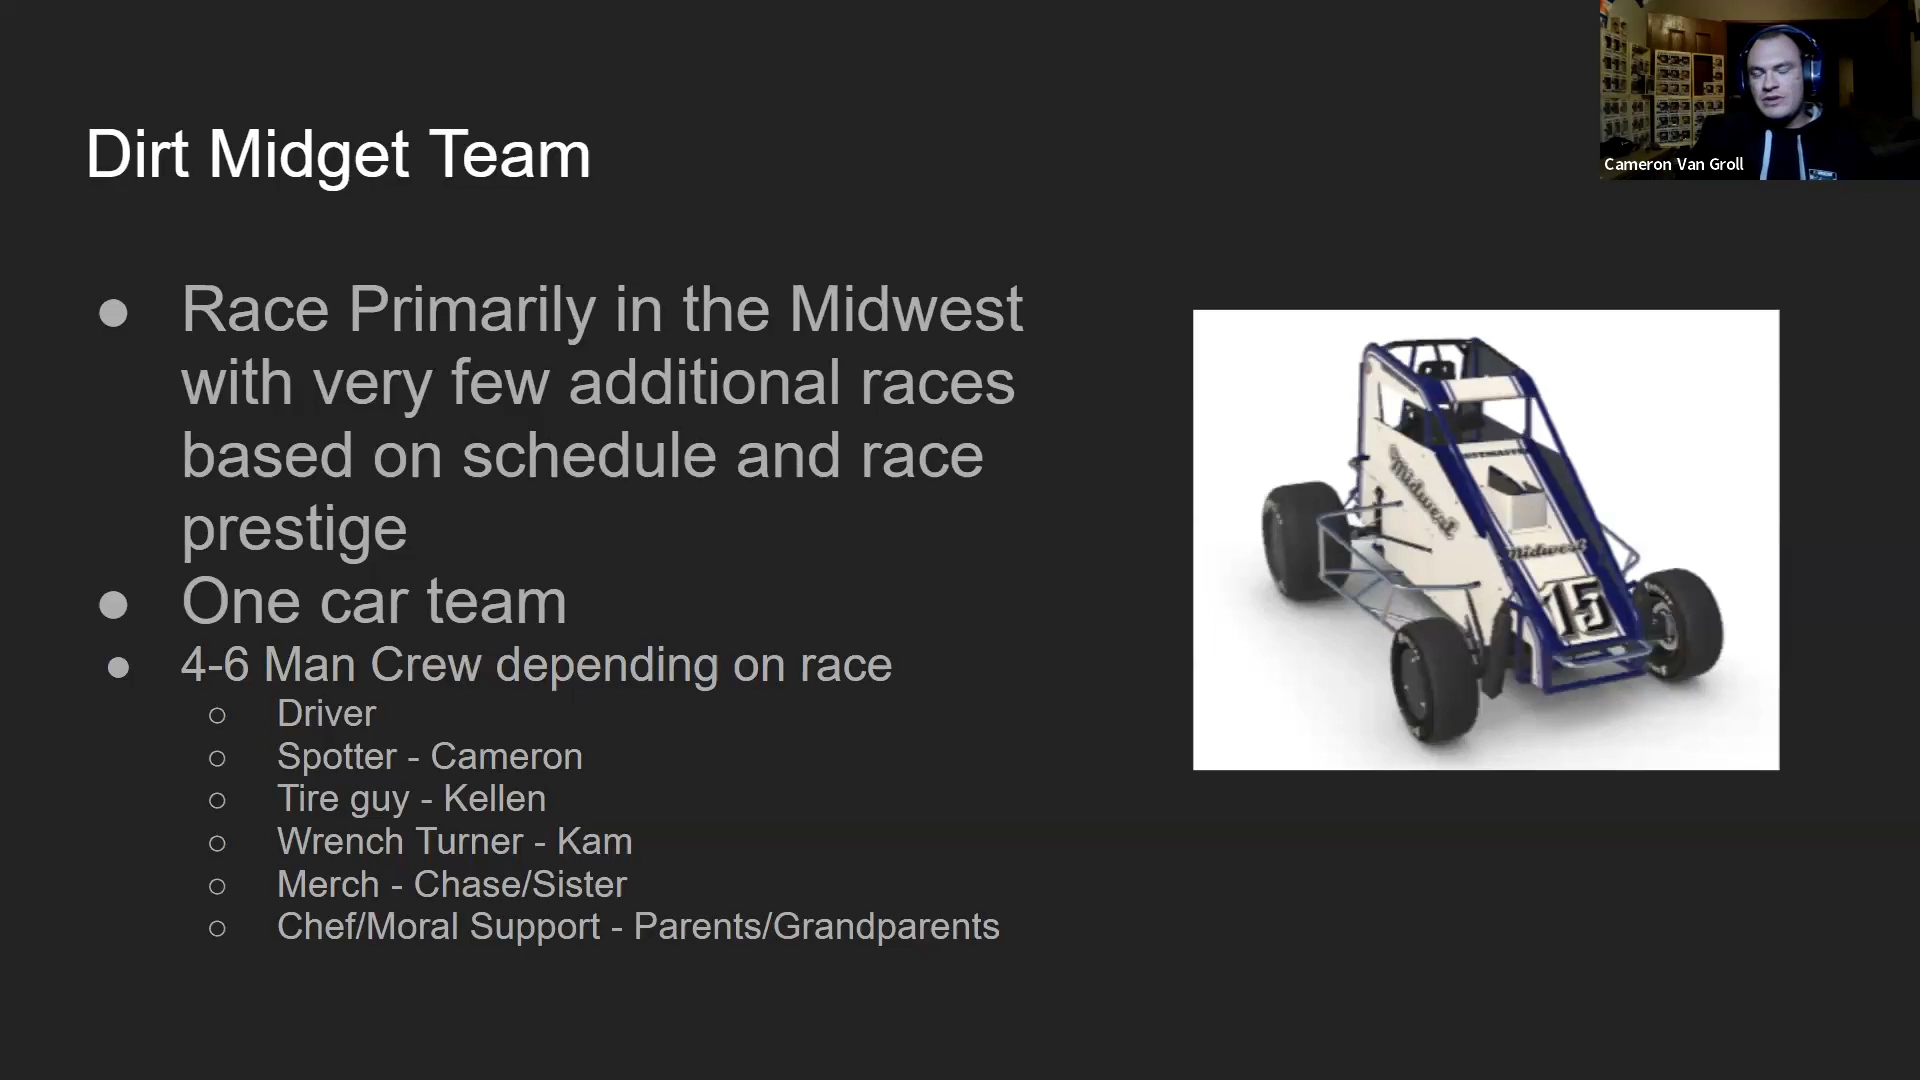 Dirt Midget Team
Cameron Van Groll
● Race Primarily in the Midwest
with very few additional races
based on schedule and race
prestige
● One car team
● 4-6 Man Crew depending on race
○ Driver
○ Spotter - Cameron
○ Tire guy - Kellen
○ Wrench Turner - Kam
○ Merch - Chase/Sister
○ Chef/Moral Support - Parents/Grandparents
Midwest
Midwest
15